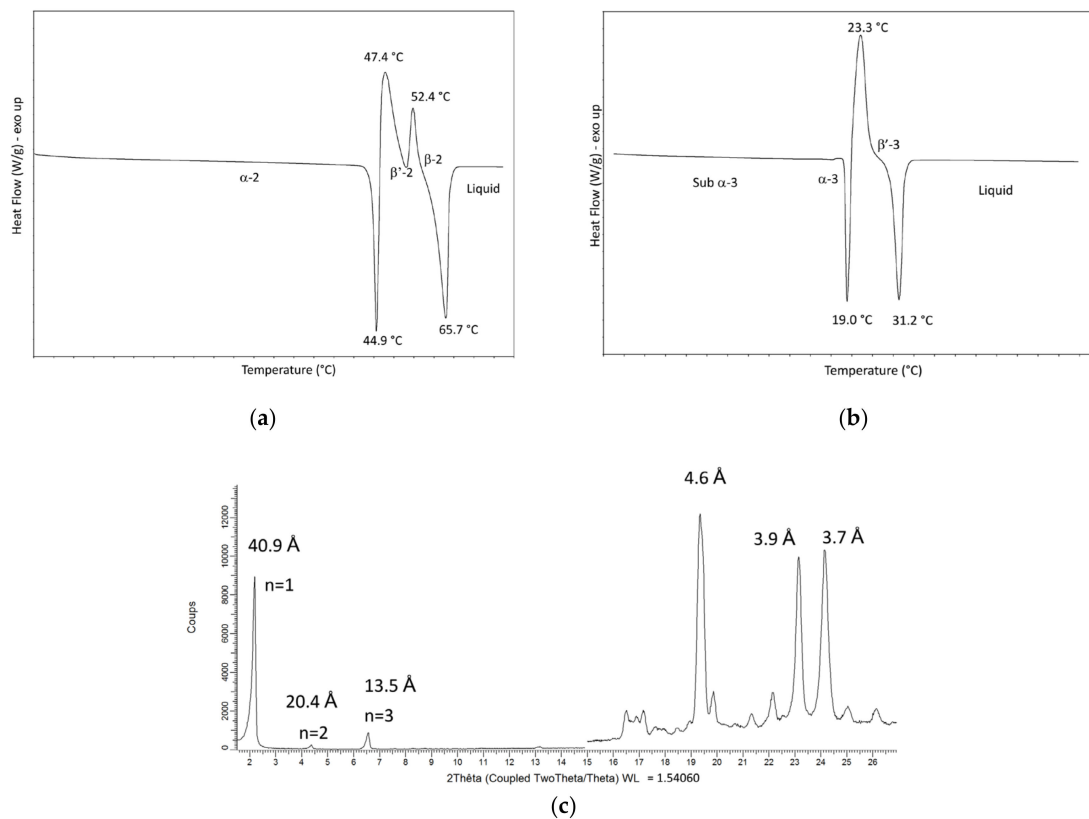 47.4 °C
52.4 °C
α-2
β'-2
β-2
Liquid
44.9 °C
65.7 °C
Heat Flow (W/g) - exo up
Temperature (°C)
(a)
23.3 °C
Sub α-3
α-3
β'-3
Liquid
19.0 °C
31.2 °C
Heat Flow (W/g) - exo up
Temperature (°C)
(b)
40.9 Å
n=1
20.4 Å
n=2
13.5 Å
n=3
4.6 Å
3.9 Å
3.7 Å
Coups
12000
10000
8000
6000
4000
2000
0
2 3 4 5 6 7 8 9 10 11 12 13 14 15 16 17 18 19 20 21 22 23 24 25 26
2Thêta (Coupled TwoTheta/Theta) WL = 1.54060
(c)